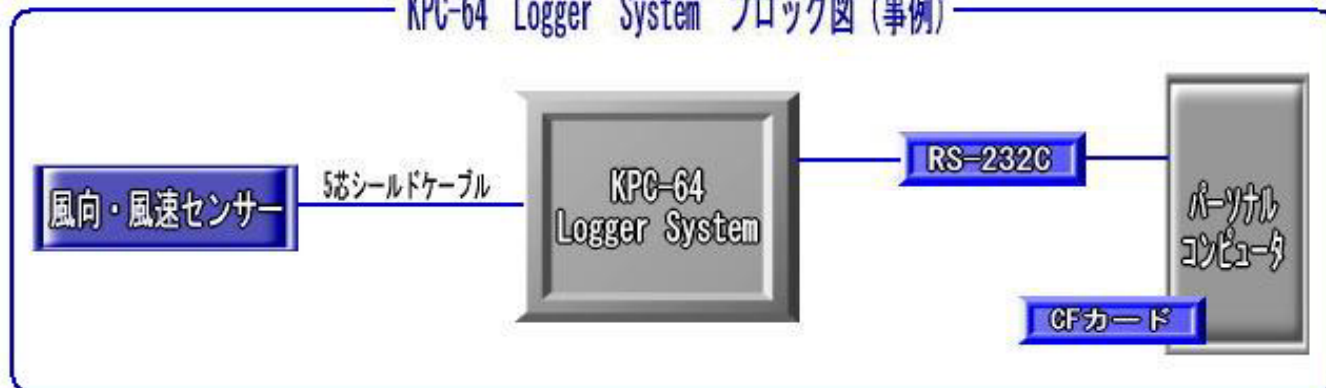 KPC-64 Logger System ブロック図（事例）
風向・風速センサー
5芯シールドケーブル
KPC-64
Logger System
RS-232C
パーソナル
コンピュータ
CFカード